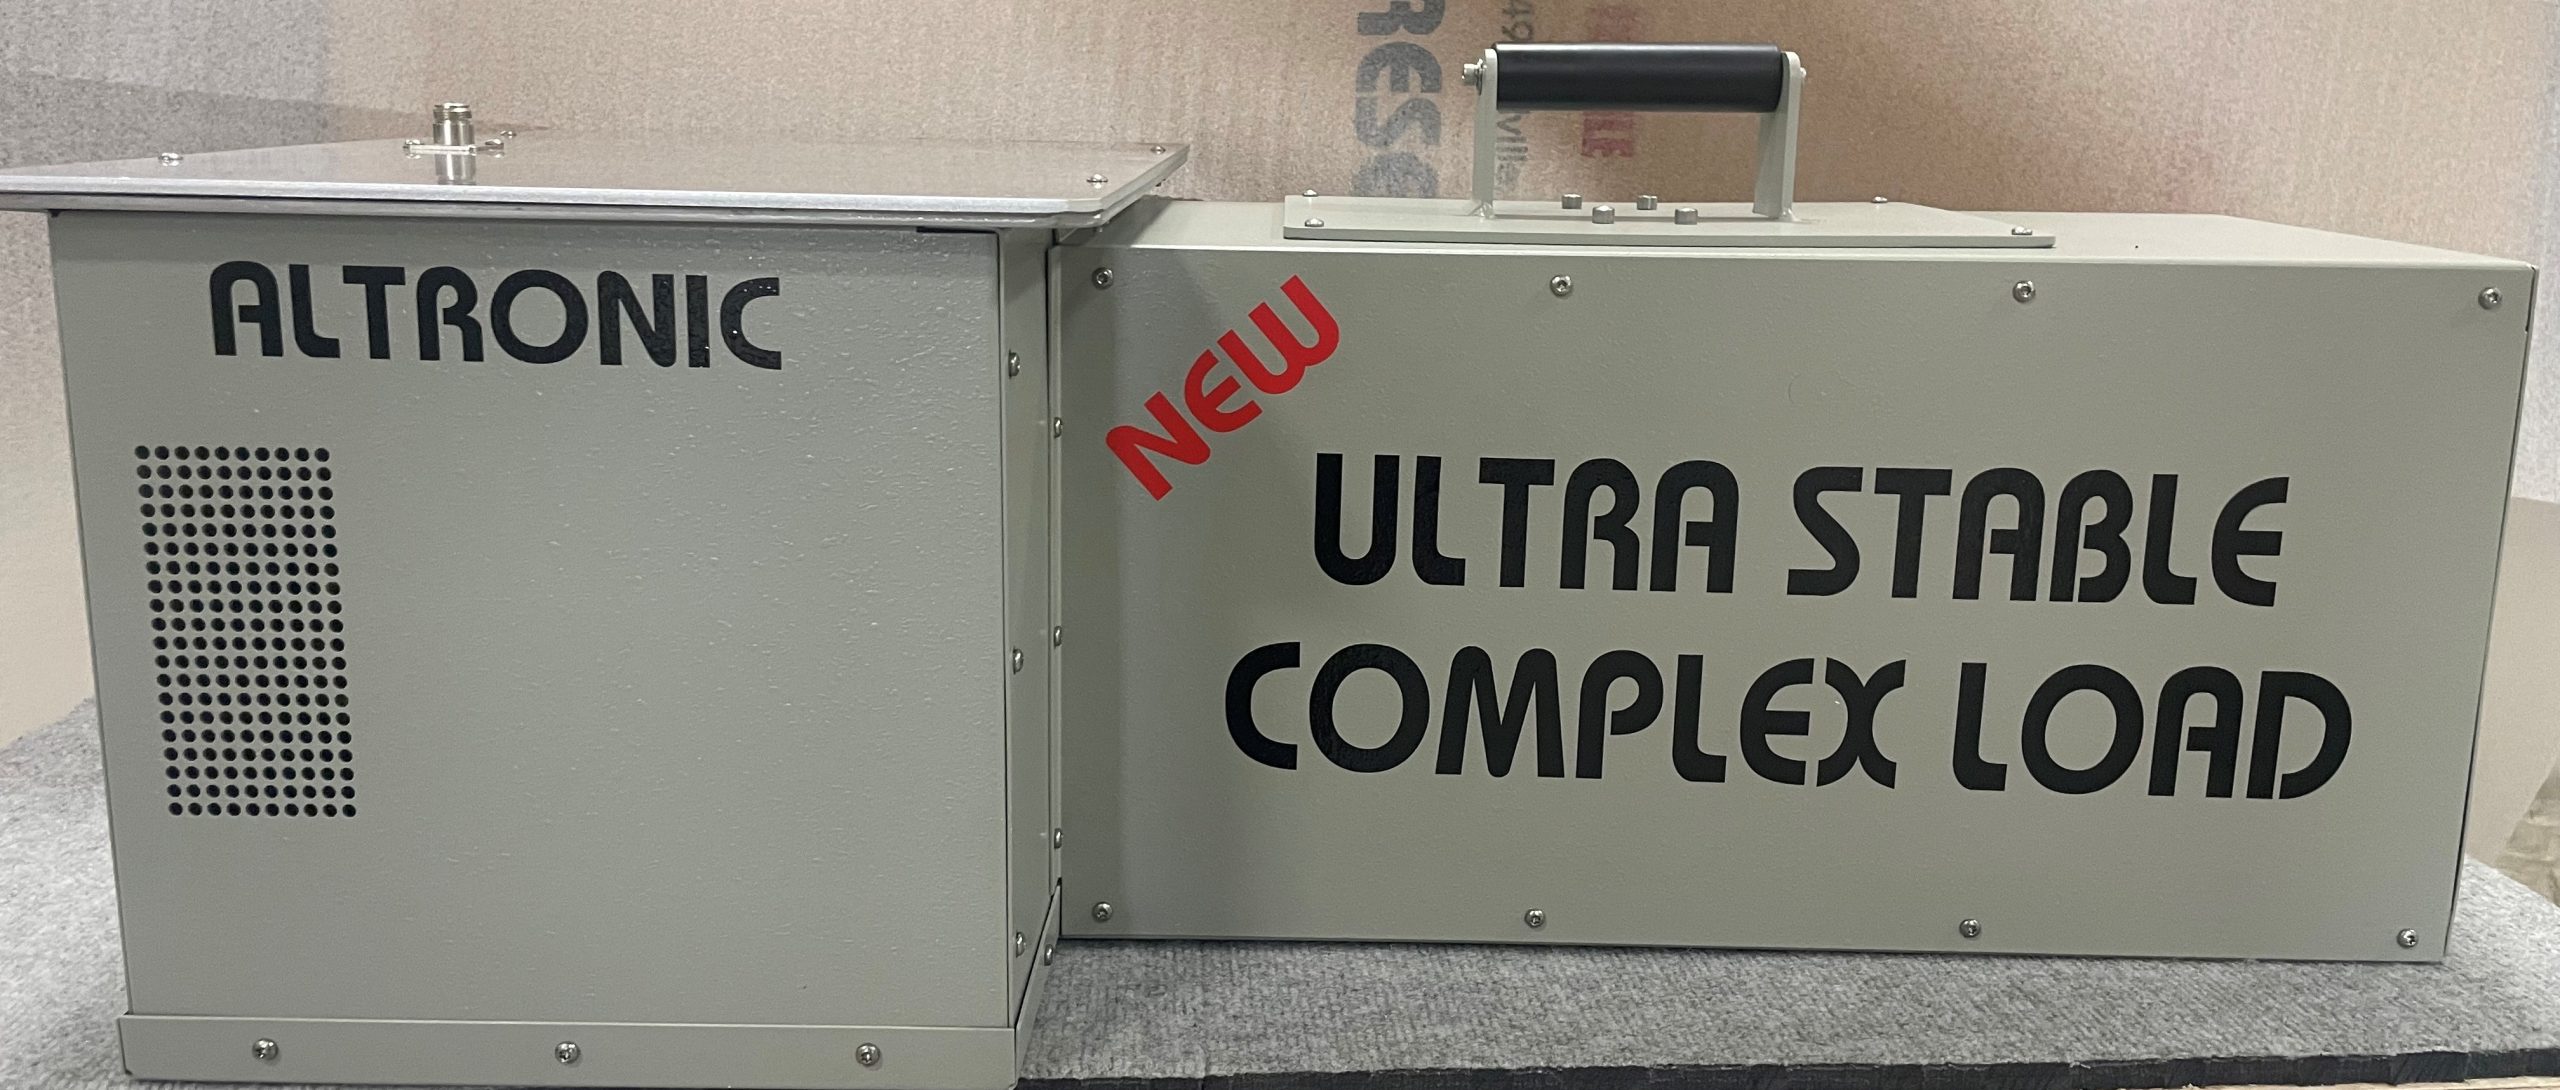 ALTRONIC
NEW
ULTRA STABLE
COMPLEX LOAD